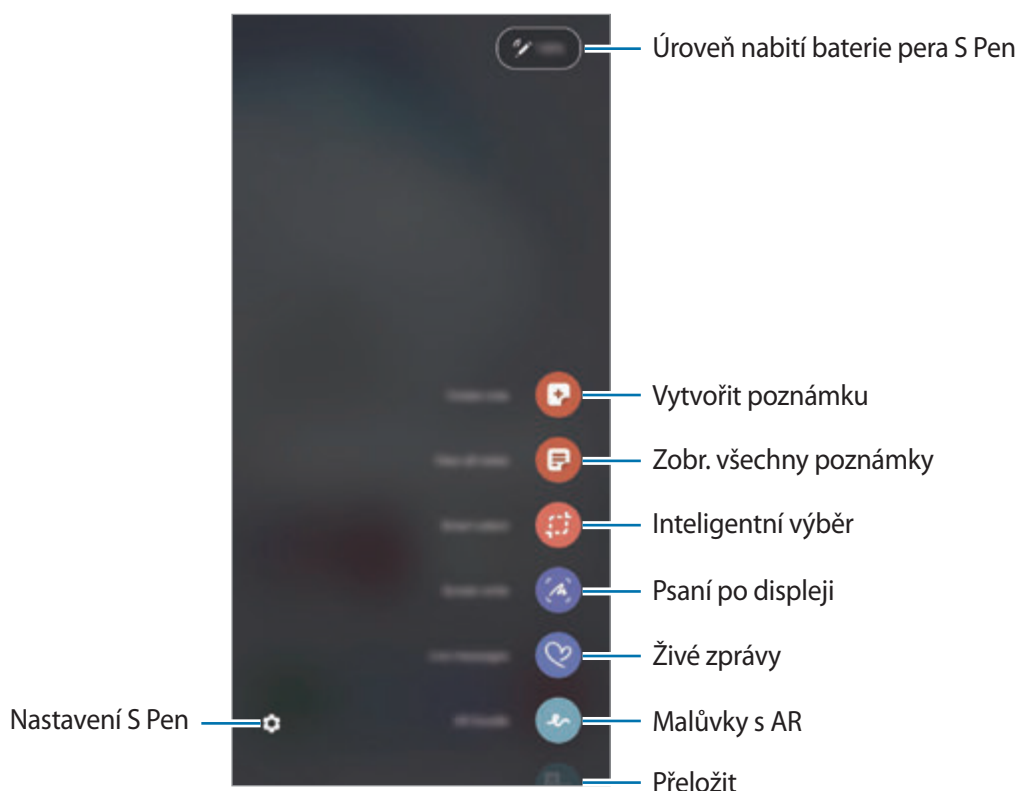 Úroveň nabití baterie pera S Pen
Vytvořit poznámku
Zobr. všechny poznámky
Inteligentní výběr
Psaní po displeji
Živé zprávy
Nastavení S Pen
Malůvky s AR
Přeložit